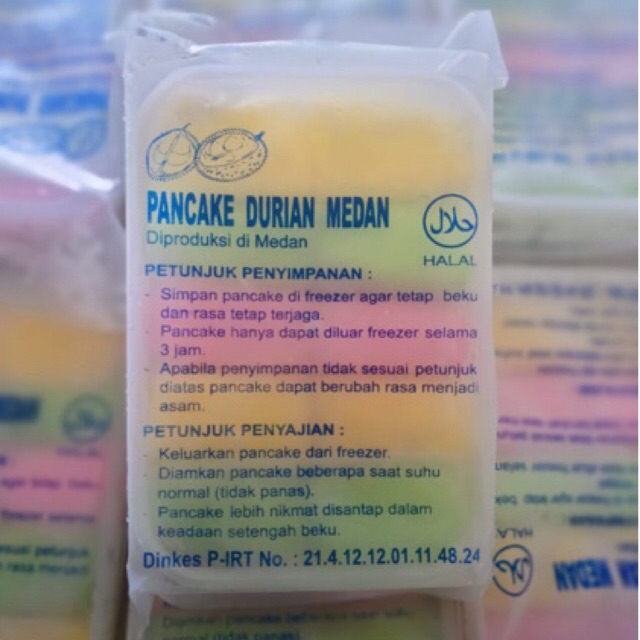 PANCAKE DURIAN MEDAN
Diproduksi di Medan
حلال
HALAL
PETUNJUK PENYIMPANAN :
- Simpan pancake di freezer agar tetap beku
dan rasa tetap terjaga.
- Pancake hanya dapat diluar freezer selama
3 jam.
- Apabila penyimpanan tidak sesuai petunjuk
diatas pancake dapat berubah rasa menjadi
asam.
PETUNJUK PENYAJIAN :
- Keluarkan pancake dari freezer.
- Diamkan pancake beberapa saat suhu
normal (tidak panas).
- Pancake lebih nikmat disantap dalam
keadaan setengah beku.
Dinkes P-IRT No. : 21.4.12.12.01.11.48.24